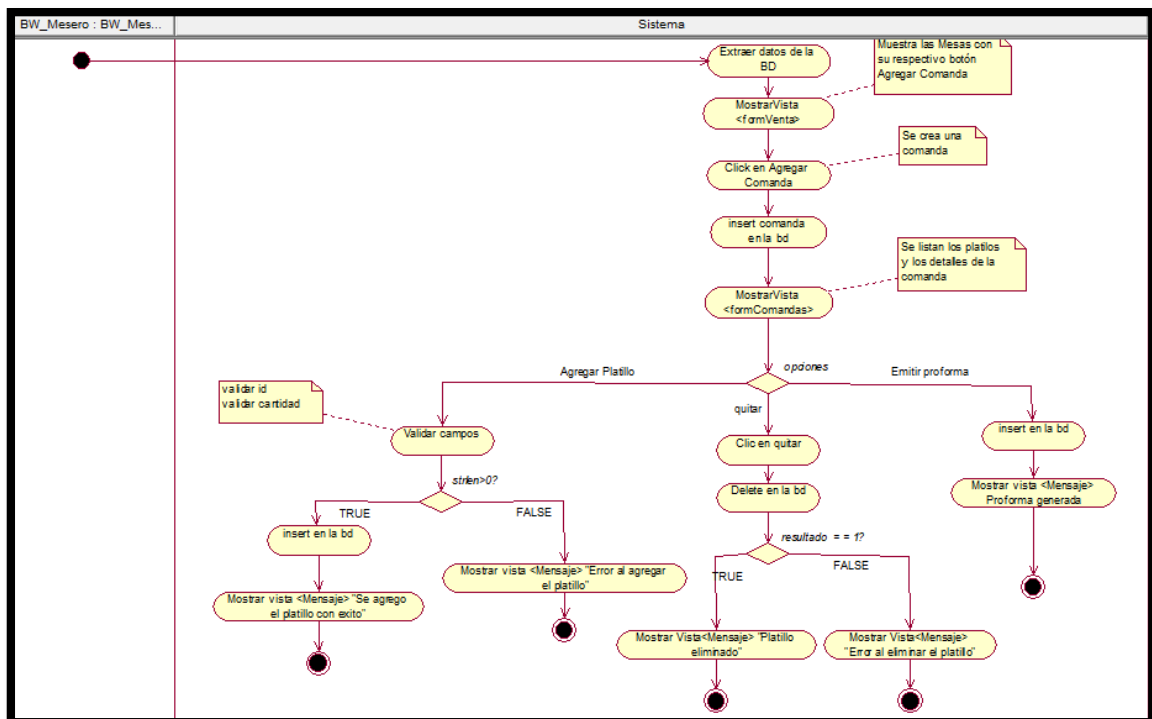 BW_Mesero : BW_Mes...
Sistema
Extraer datos de la
BD
Muestra las Mesas con
su respectivo botón
Agregar Comanda
MostrarVista
<formVenta>
Se crea una
comanda
Click en Agregar
Comanda
insert comanda
en la bd
Se listan los platilos
y los detalles de la
comanda
MostrarVista
<formComandas>
opciones
Agregar Platillo
Emitir proforma
quitar
validar id
validar cantidad
Validar campos
Clic en quitar
insert en la bd
strlen>0?
Delete en la bd
Mostrar vista <Mensaje>
Proforma generada
TRUE
FALSE
insert en la bd
resultado = = 1?
Mostrar vista <Mensaje> "Error al agregar
el platillo"
TRUE
FALSE
Mostrar vista <Mensaje> "Se agrego
el platillo con exito"
Mostrar Vista<Mensaje> "Platillo
eliminado"
Mostrar Vista<Mensaje>
"Error al eliminar el platillo"